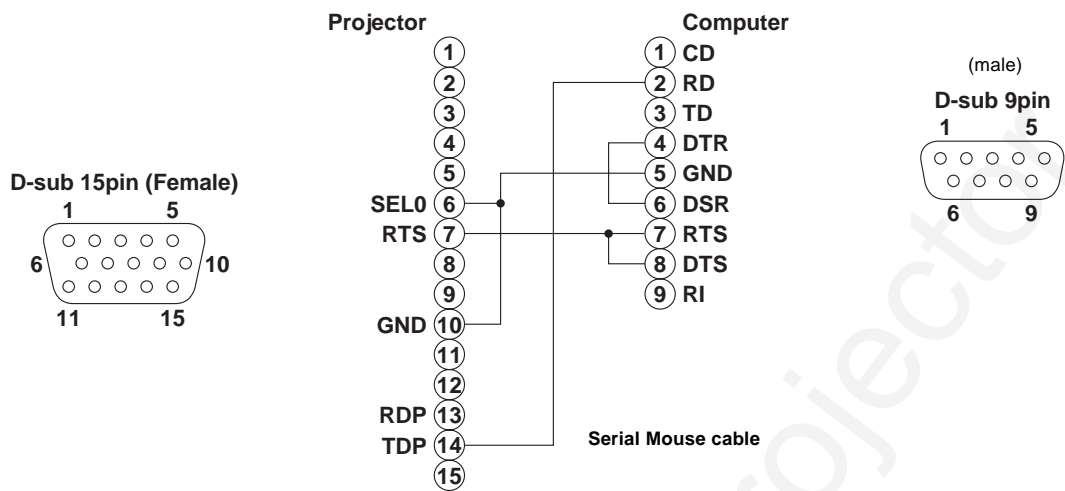 Projector
1
2
3
4
5
SEL0 6
RTS 7
8
9
GND 10
11
12
RDP 13
TDP 14
15
Computer
1 CD
2 RD
3 TD
4 DTR
5 GND
6 DSR
7 RTS
8 DTS
9 RI
Serial Mouse cable
D-sub 15pin (Female)
1 5
6 10
11 15
(male)
D-sub 9pin
1 5
6 9
rojector